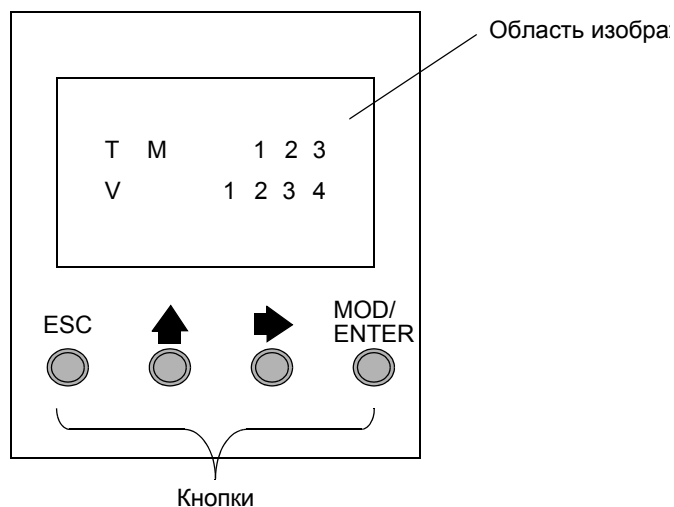 Область изобра
T M 1 2 3
V 1 2 3 4
ESC
MOD/
ENTER
Кнопки